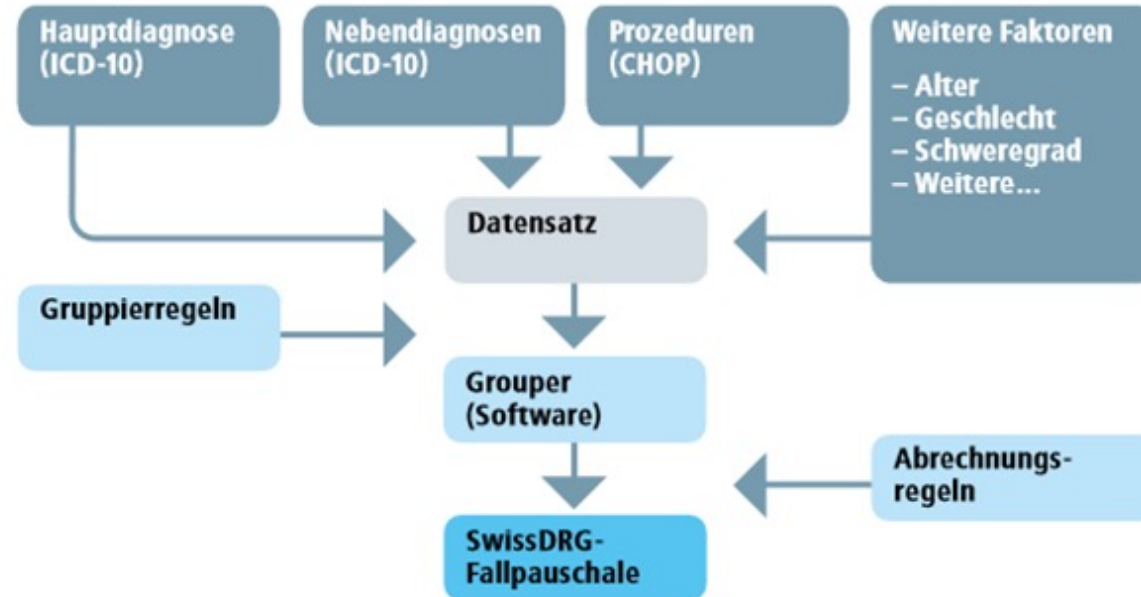 Hauptdiagnose
(ICD-10)
Nebendiagnosen
(ICD-10)
Prozeduren
(CHOP)
Weitere Faktoren
– Alter
– Geschlecht
– Schweregrad
– Weitere...
Datensatz
Gruppierregeln
Grouper
(Software)
Abrechnungs-
regeln
SwissDRG-
Fallpauschale